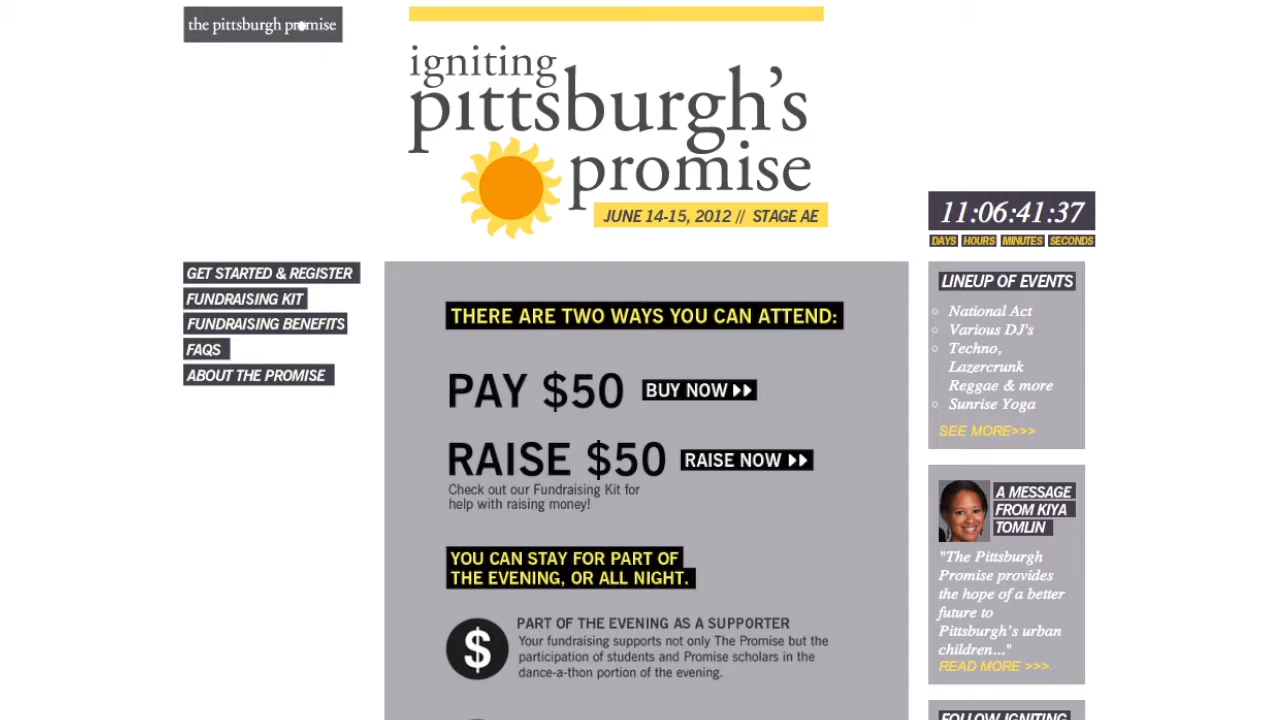 the pittsburgh promise
igniting
pittsburgh's
promise
JUNE 14-15, 2012 // STAGE AE
11:06:41:37
DAYS HOURS MINUTES SECONDS
GET STARTED & REGISTER
FUNDRAISING KIT
FUNDRAISING BENEFITS
FAQS
ABOUT THE PROMISE
THERE ARE TWO WAYS YOU CAN ATTEND:
PAY $50 BUY NOW
RAISE $50 RAISE NOW
Check out our Fundraising Kit for
help with raising money!
YOU CAN STAY FOR PART OF
THE EVENING, OR ALL NIGHT.
$
PART OF THE EVENING AS A SUPPORTER
Your fundraising supports not only The Promise but the
participation of students and Promise scholars in the
dance-a-thon portion of the evening.
LINEUP OF EVENTS
National Act
Various DJ's
Techno,
Lazercrunk
Reggae & more
Sunrise Yoga
SEE MORE>>>
A MESSAGE
FROM KIYA
TOMLIN
"The Pittsburgh
Promise provides
the hope of a better
future to
Pittsburgh's urban
children..."
READ MORE >>>
FOLLOW IGNITING